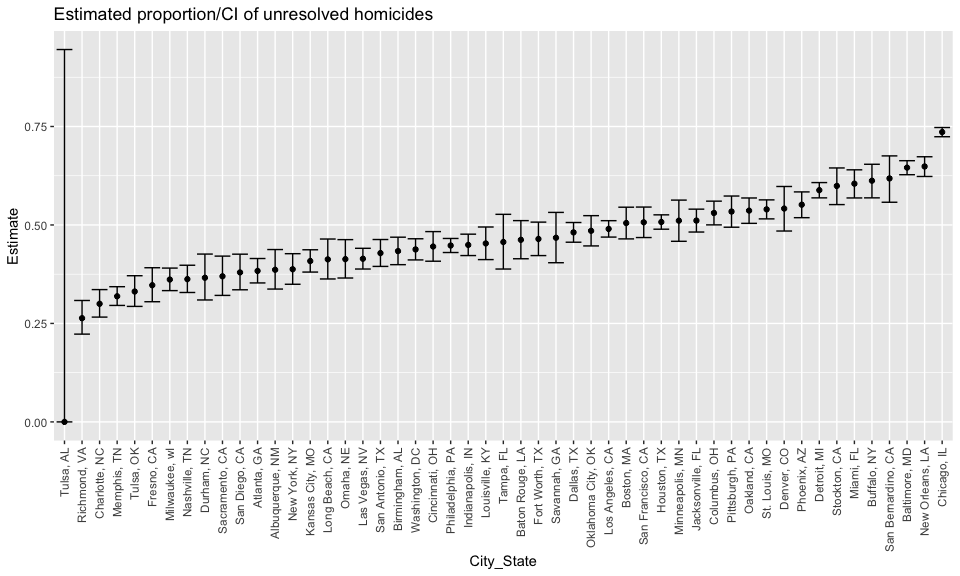 Estimated proportion/CI of unresolved homicides
Estimate
0.75
0.50
0.25
0.00
Tulsa, AL
Richmond, VA
Charlotte, NC
Memphis, TN
Tulsa, OK
Fresno, CA
Milwaukee, wI
Nashville, TN
Durham, NC
Sacramento, CA
San Diego, CA
Atlanta, GA
Albuquerque, NM
New York, NY
Kansas City, MO
Long Beach, CA
Omaha, NE
Las Vegas, NV
San Antonio, TX
Birmingham, AL
Washington, DC
Cincinnati, OH
Philadelphia, PA
Indianapolis, IN
Louisville, KY
Tampa, FL
Baton Rouge, LA
Fort Worth, TX
Savannah, GA
Dallas, TX
Oklahoma City, OK
Los Angeles, CA
Boston, MA
San Francisco, CA
Houston, TX
Minneapolis, MN
Jacksonville, FL
Columbus, OH
Pittsburgh, PA
Oakland, CA
St. Louis, MO
Denver, CO
Phoenix, AZ
Detroit, MI
Stockton, CA
Miami, FL
Buffalo, NY
San Bernardino, CA
Baltimore, MD
New Orleans, LA
Chicago, IL
City_State